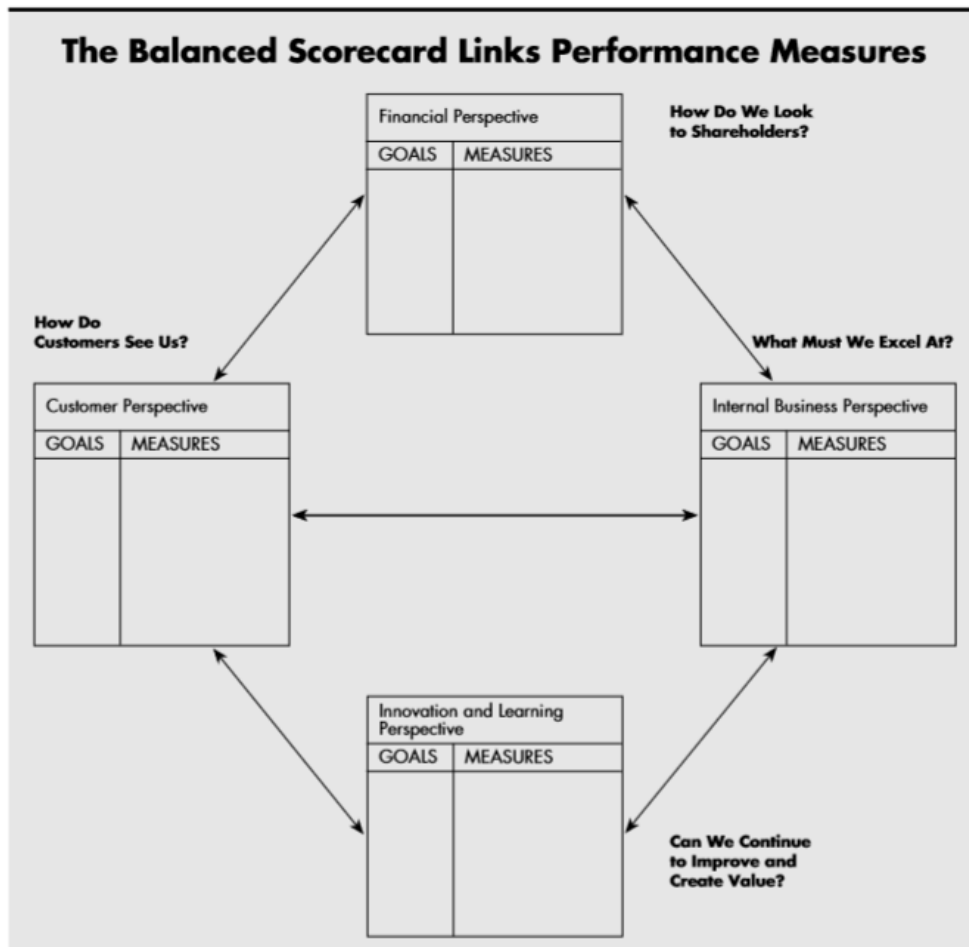 The Balanced Scorecard Links Performance Measures
Financial Perspective
GOALS MEASURES
How Do We Look
to Shareholders?
How Do
Customers See Us?
Customer Perspective
GOALS MEASURES
What Must We Excel At?
Internal Business Perspective
GOALS MEASURES
Innovation and Learning
Perspective
GOALS MEASURES
Can We Continue
to Improve and
Create Value?